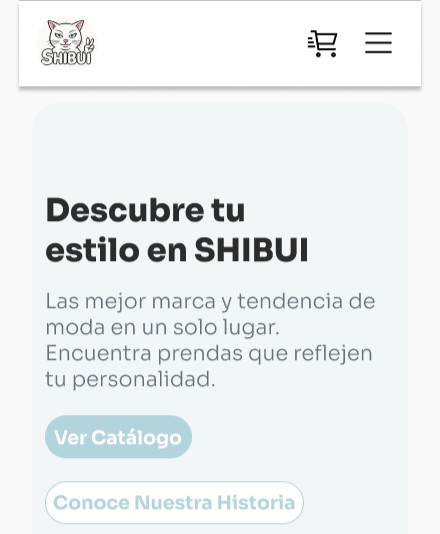 SHIBUI
Descubre tu
estilo en SHIBUI
Las mejor marca y tendencia de
moda en un solo lugar.
Encuentra prendas que reflejen
tu personalidad.
Ver Catálogo
Conoce Nuestra Historia